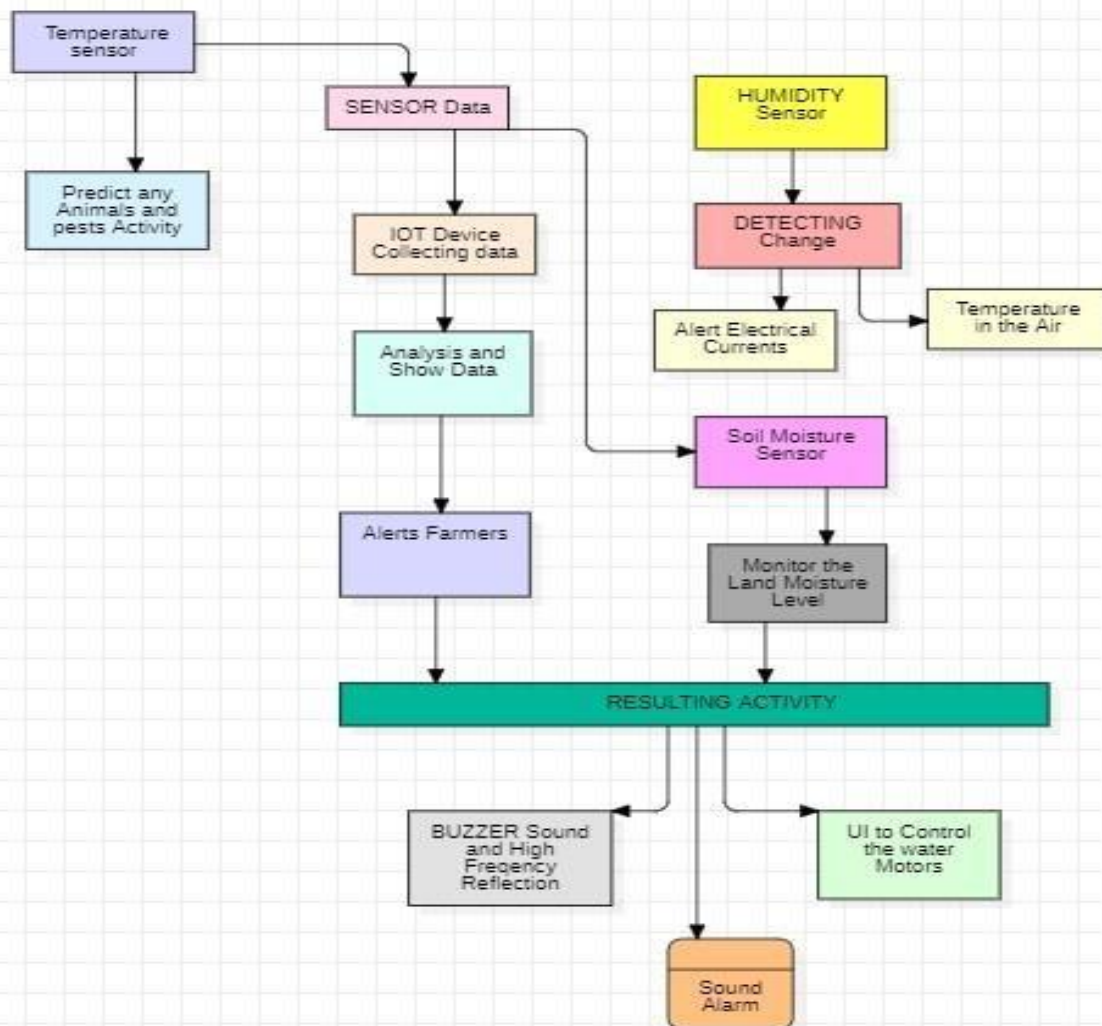 Temperature
sensor
SENSOR Data
HUMIDITY
Sensor
Predict any
Animals and
pests Activity
IOT Device
Collecting data
DETECTING
Change
Alert Electrical
Currents
Temperature
in the Air
Analysis and
Show Data
Soil Moisture
Sensor
Alerts Farmers
Monitor the
Land Moisture
Level
RESULTING ACTIVITY
BUZZER Sound
and High
Freqency
Reflection
UI to Control
the water
Motors
Sound
Alarm